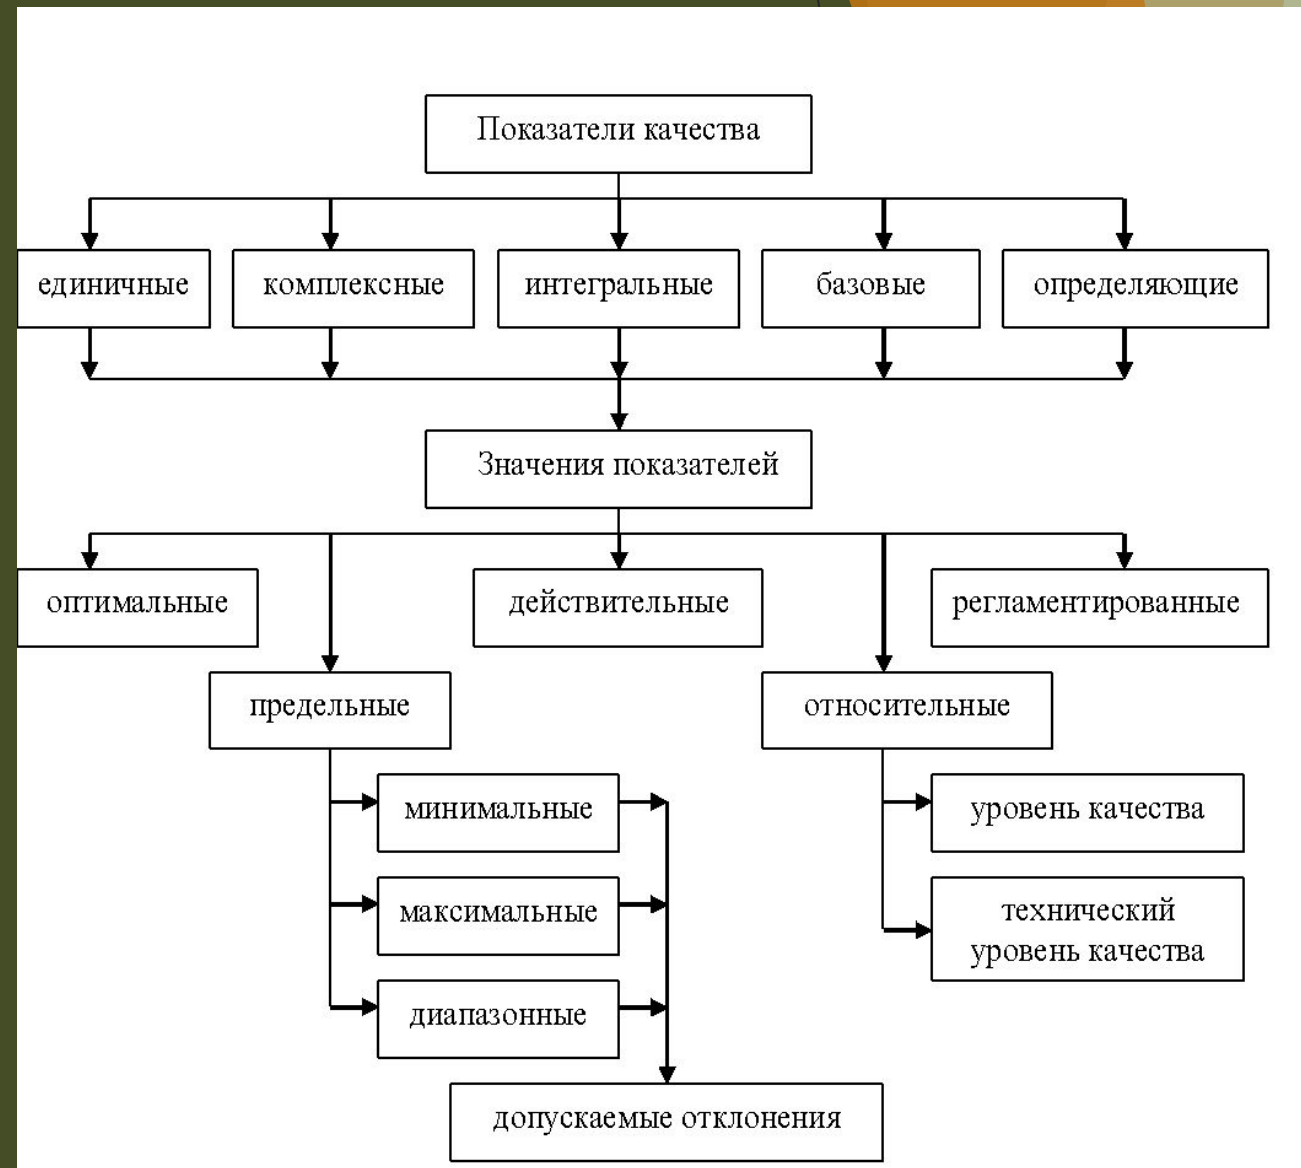 Показатели качества
единичные
комплексные
интегральные
базовые
определяющие
Значения показателей
оптимальные
действительные
регламентированные
предельные
относительные
минимальные
уровень качества
максимальные
технический
уровень качества
диапазонные
допускаемые отклонения